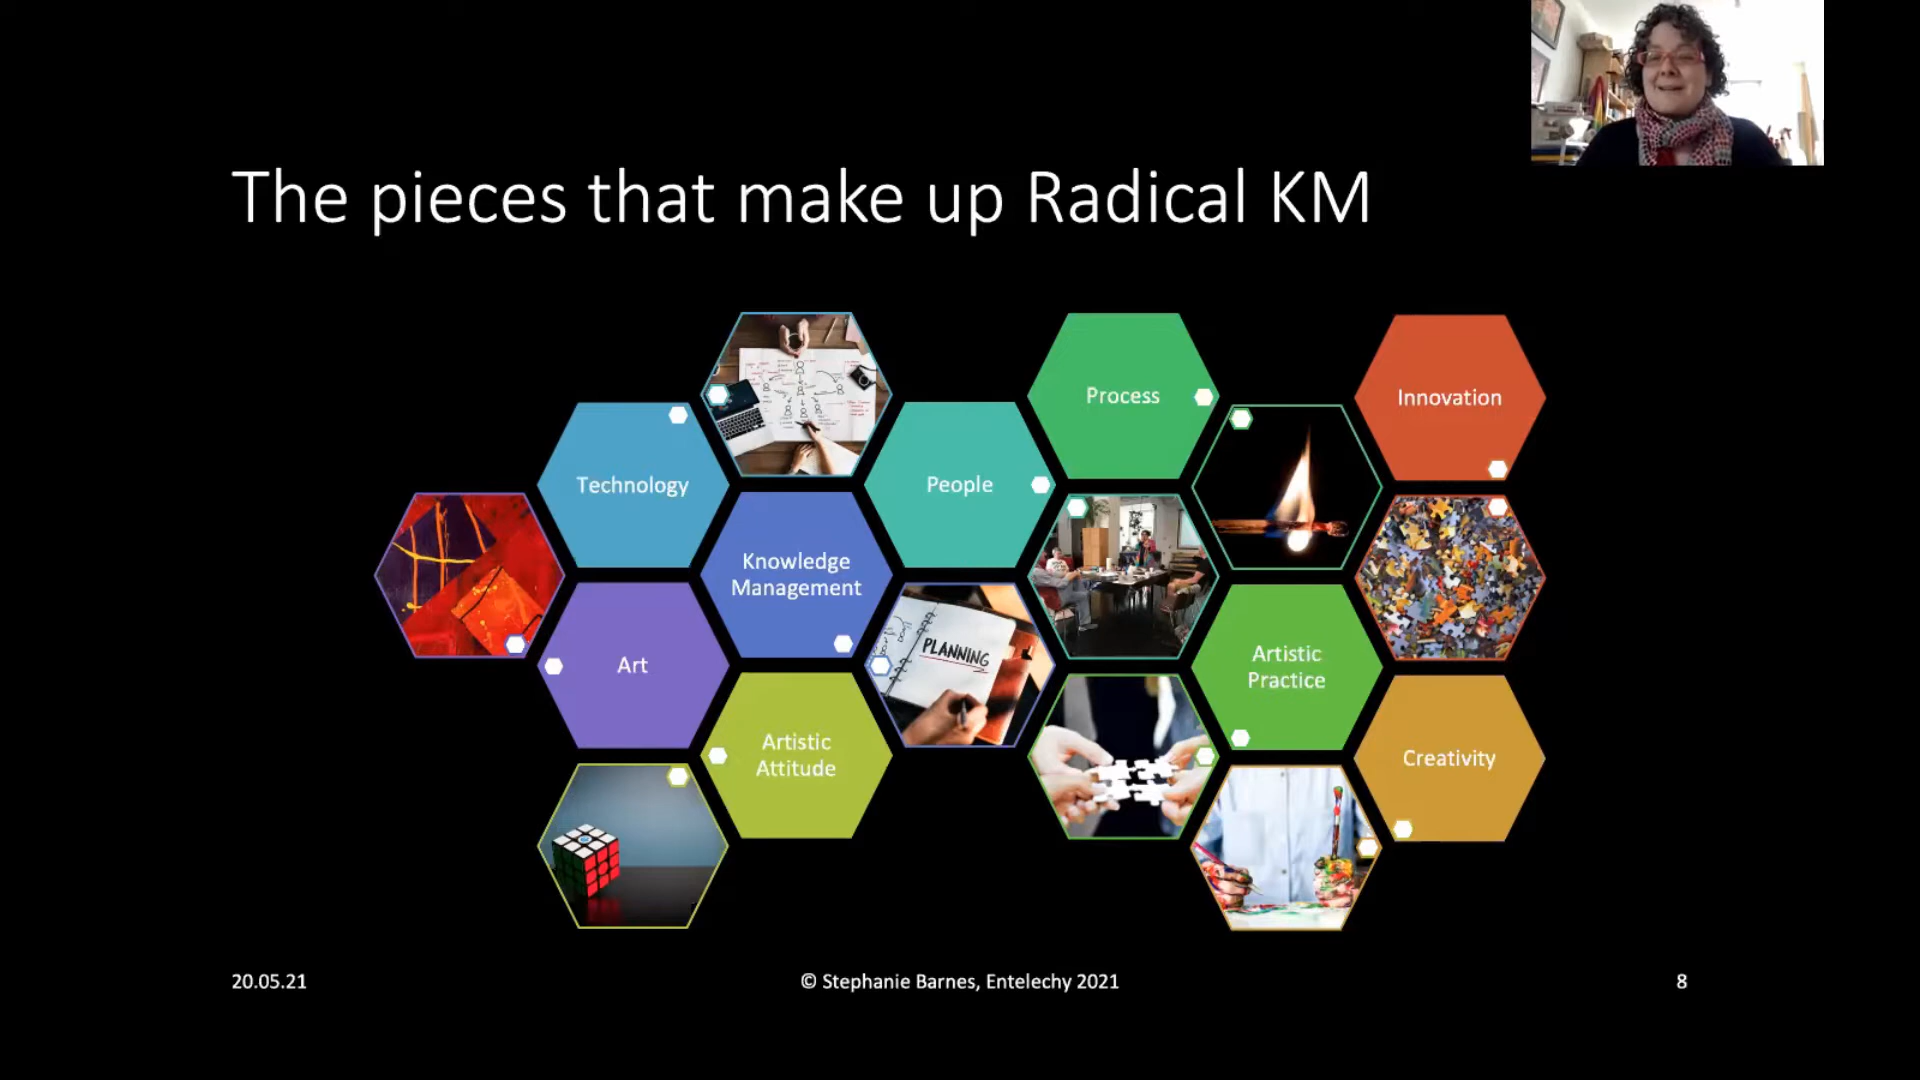 The pieces that make up Radical KM
Process
Innovation
Technology
People
Knowledge
Management
PLANNING
Art
Artistic
Practice
Artistic
Attitude
Creativity
20.05.21
© Stephanie Barnes, Entelechy 2021
8